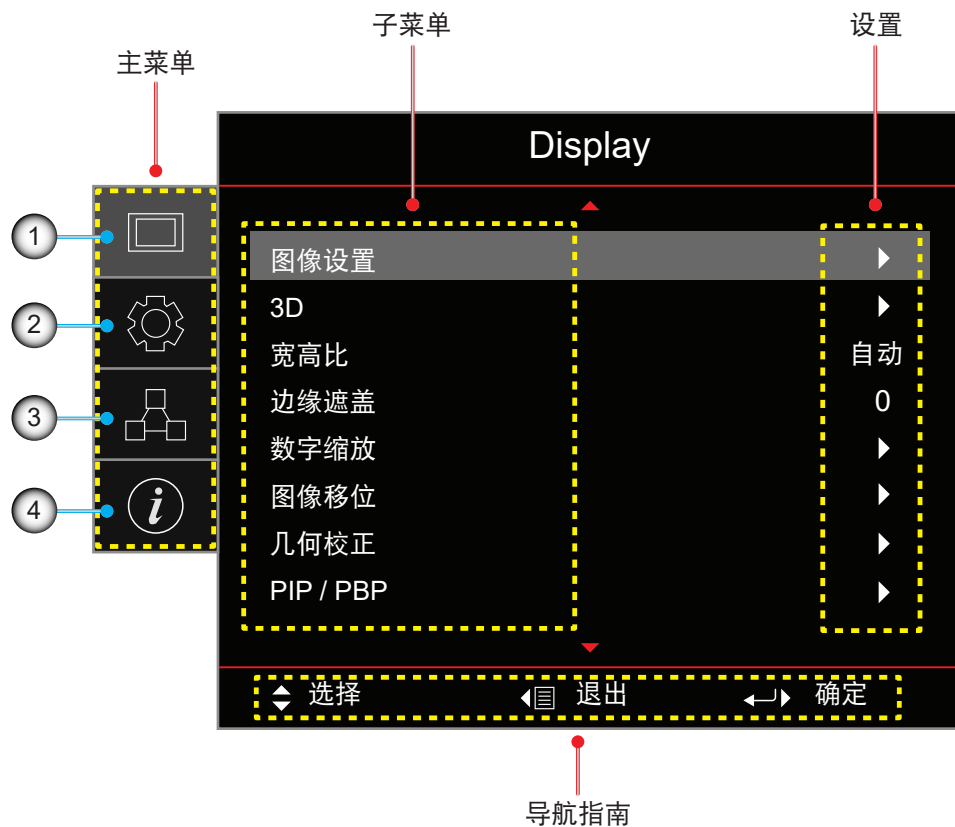 子菜单
设置
主菜单
Display
1
图像设置
2
3D
宽高比 自动
3
边缘遮盖 0
数字缩放
4
i
图像移位
几何校正
PIP / PBP
选择 退出 确定
导航指南